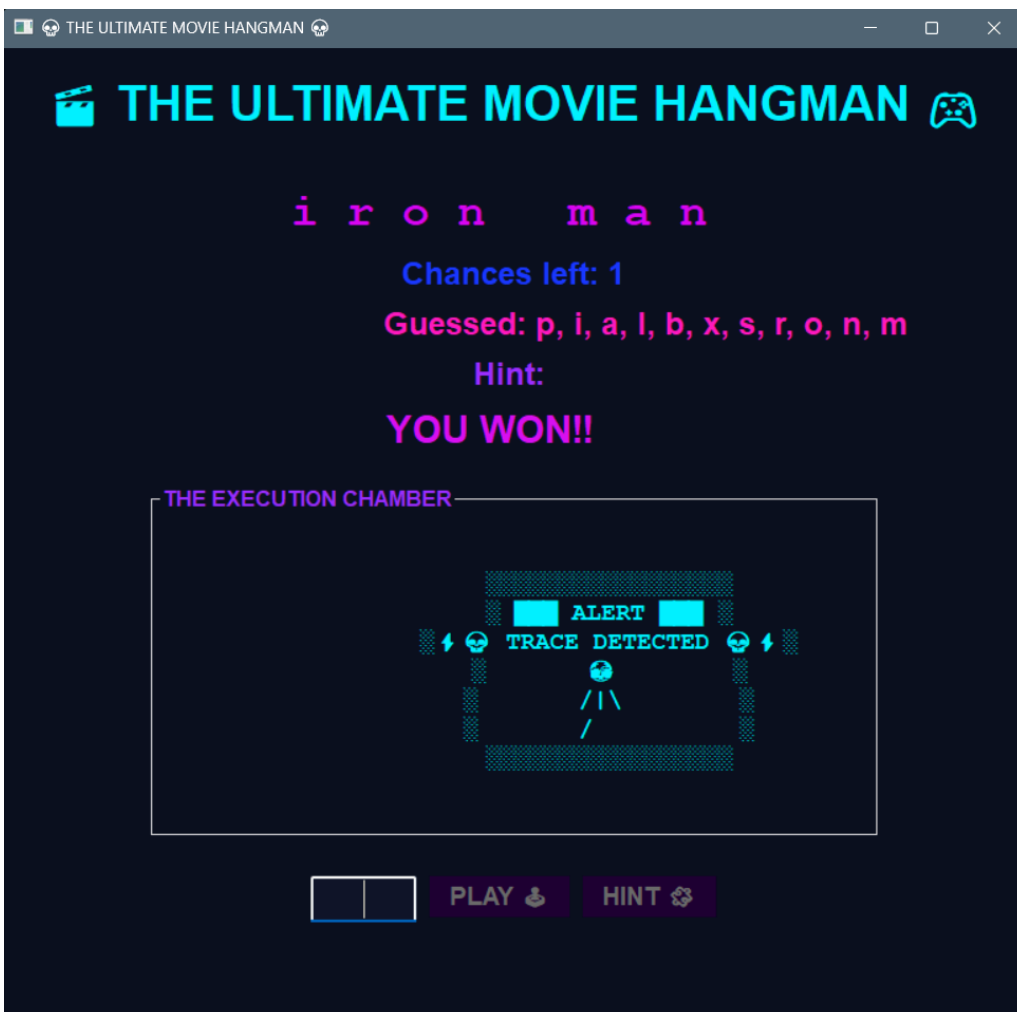 💀 THE ULTIMATE MOVIE HANGMAN 💀
🎬 THE ULTIMATE MOVIE HANGMAN 🎮
i r o n   m a n
Chances left: 1
Guessed: p, i, a, l, b, x, s, r, o, n, m
Hint:
YOU WON!!
THE EXECUTION CHAMBER
ALERT
TRACE DETECTED
/|\
/
PLAY 🕹 HINT